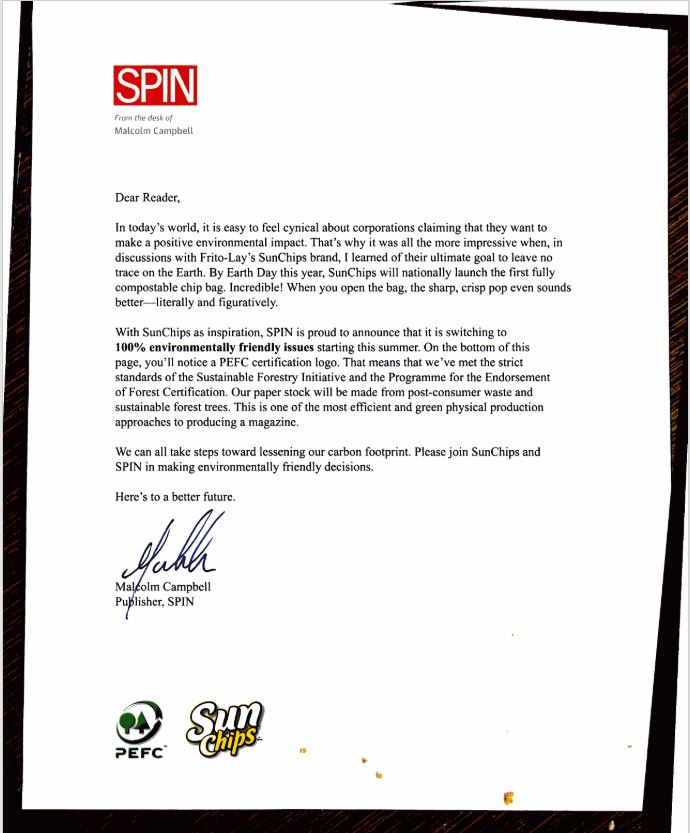 SPIN
From the desk of
Malcolm Campbell
Dear Reader,
In today's world, it is easy to feel cynical about corporations claiming that they want to
make a positive environmental impact. That's why it was all the more impressive when, in
discussions with Frito-Lay's SunChips brand, I learned of their ultimate goal to leave no
trace on the Earth. By Earth Day this year, SunChips will nationally launch the first fully
compostable chip bag. Incredible! When you open the bag, the sharp, crisp pop even sounds
better—literally and figuratively.
With SunChips as inspiration, SPIN is proud to announce that it is switching to
100% environmentally friendly issues starting this summer. On the bottom of this
page, you'll notice a PEFC certification logo. That means that we've met the strict
standards of the Sustainable Forestry Initiative and the Programme for the Endorsement
of Forest Certification. Our paper stock will be made from post-consumer waste and
sustainable forest trees. This is one of the most efficient and green physical production
approaches to producing a magazine.
We can all take steps toward lessening our carbon footprint. Please join SunChips and
SPIN in making environmentally friendly decisions.
Here's to a better future.
Malcolm Campbell
Publisher, SPIN
PEFC™
Sun
Chips